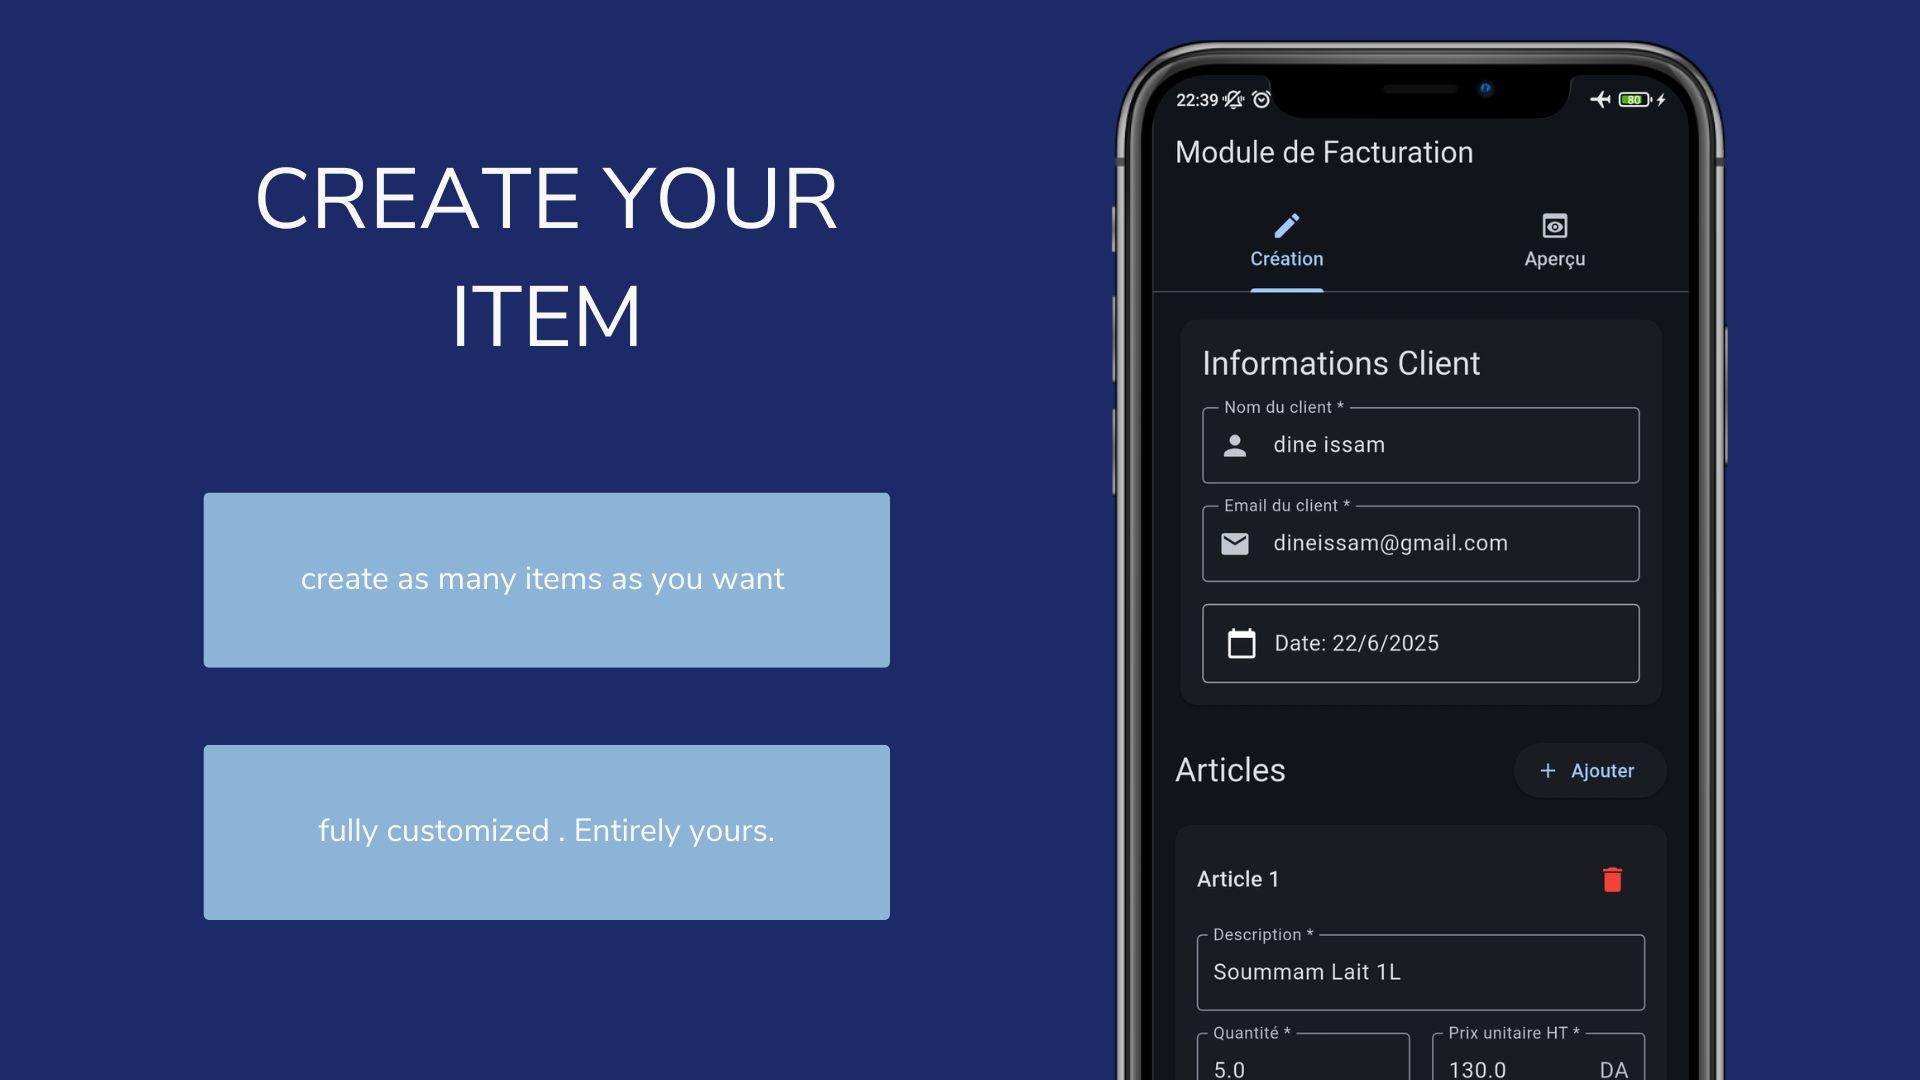 CREATE YOUR
ITEM
create as many items as you want
fully customized . Entirely yours.
22:39
80
Module de Facturation
Création
Aperçu
Informations Client
Nom du client *
dine issam
Email du client *
dineissam@gmail.com
Date: 22/6/2025
Articles
+ Ajouter
Article 1
Description *
Soummam Lait 1L
Quantité *
Prix unitaire HT *
5.0
130.0 DA